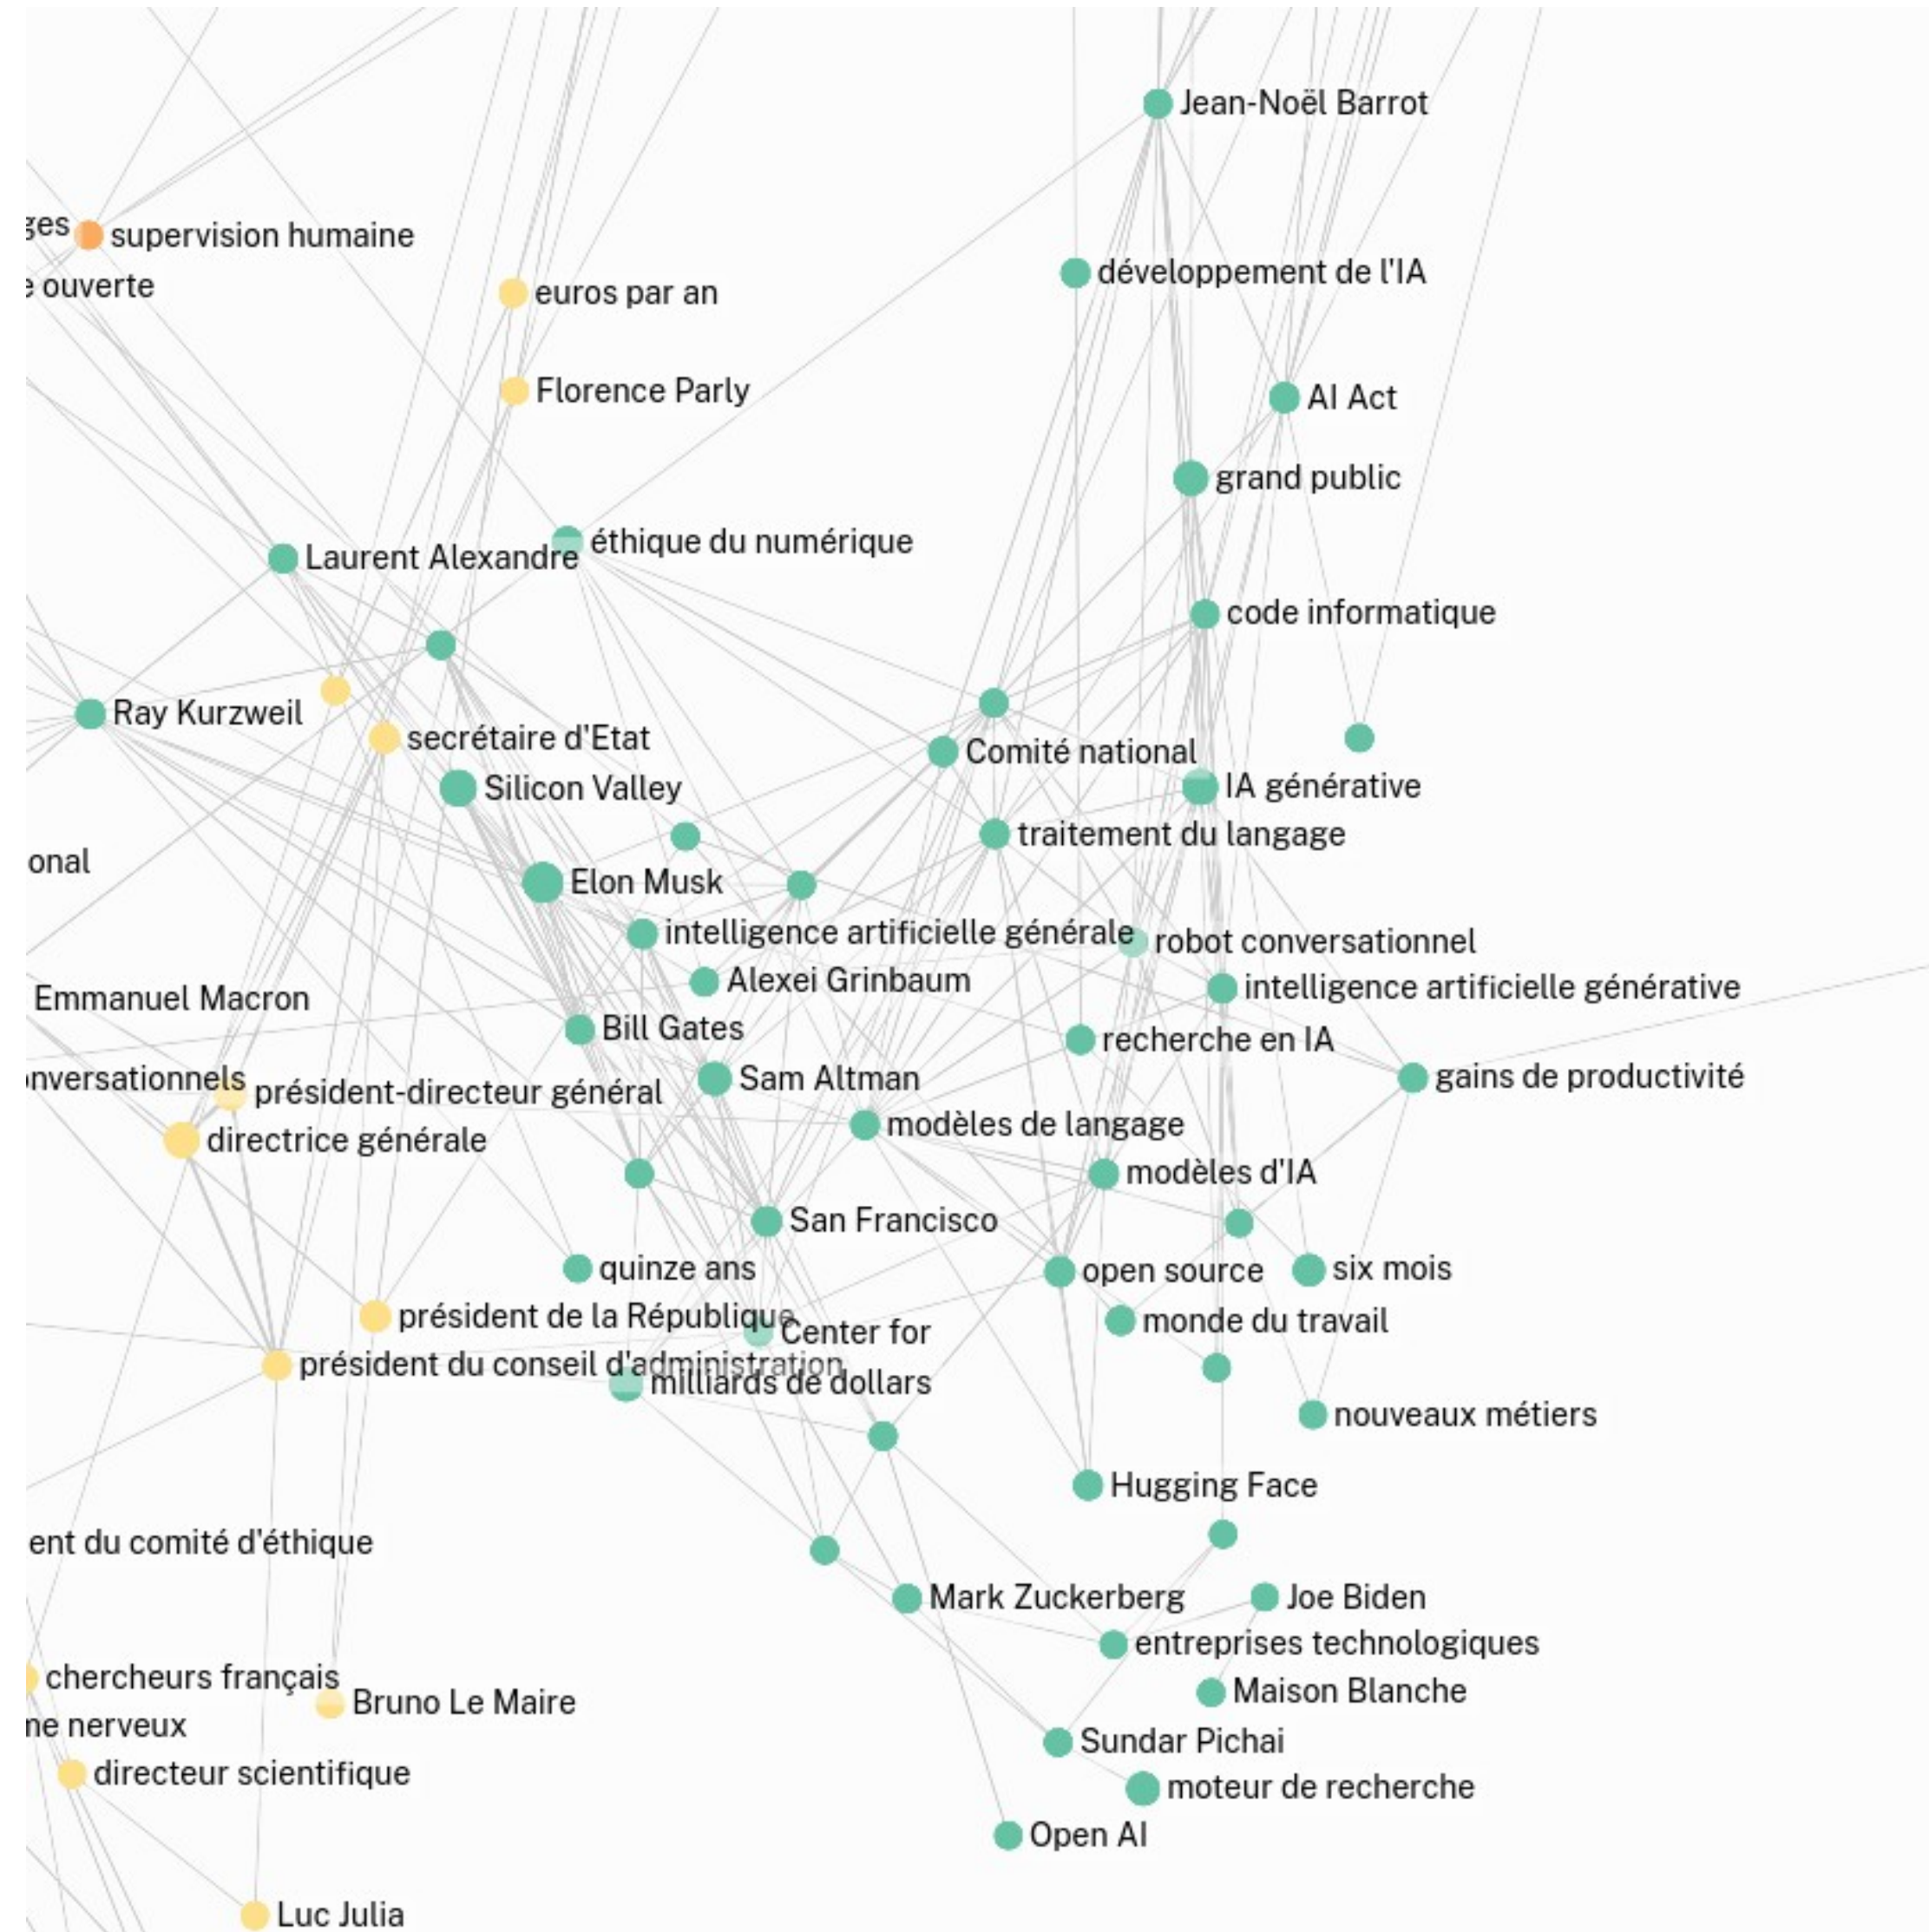 Jean-Noël Barrot
ges
supervision humaine
développement de l'IA
e ouverte
euros par an
Florence Parly
AI Act
grand public
éthique du numérique
Laurent Alexandre
code informatique
Ray Kurzweil
secrétaire d'Etat
Comité national
Silicon Valley
IA générative
traitement du langage
onal
Elon Musk
intelligence artificielle générale
robot conversationnel
Alexei Grinbaum
intelligence artificielle générative
Emmanuel Macron
Bill Gates
recherche en IA
nversationnels
Sam Altman
gains de productivité
président-directeur général
modèles de langage
directrice générale
modèles d'IA
San Francisco
quinze ans
open source
six mois
président de la République
monde du travail
Center for
président du conseil d'administration
milliards de dollars
nouveaux métiers
Hugging Face
ent du comité d'éthique
Mark Zuckerberg
Joe Biden
entreprises technologiques
chercheurs français
Maison Blanche
Bruno Le Maire
me nerveux
Sundar Pichai
directeur scientifique
moteur de recherche
Open AI
Luc Julia